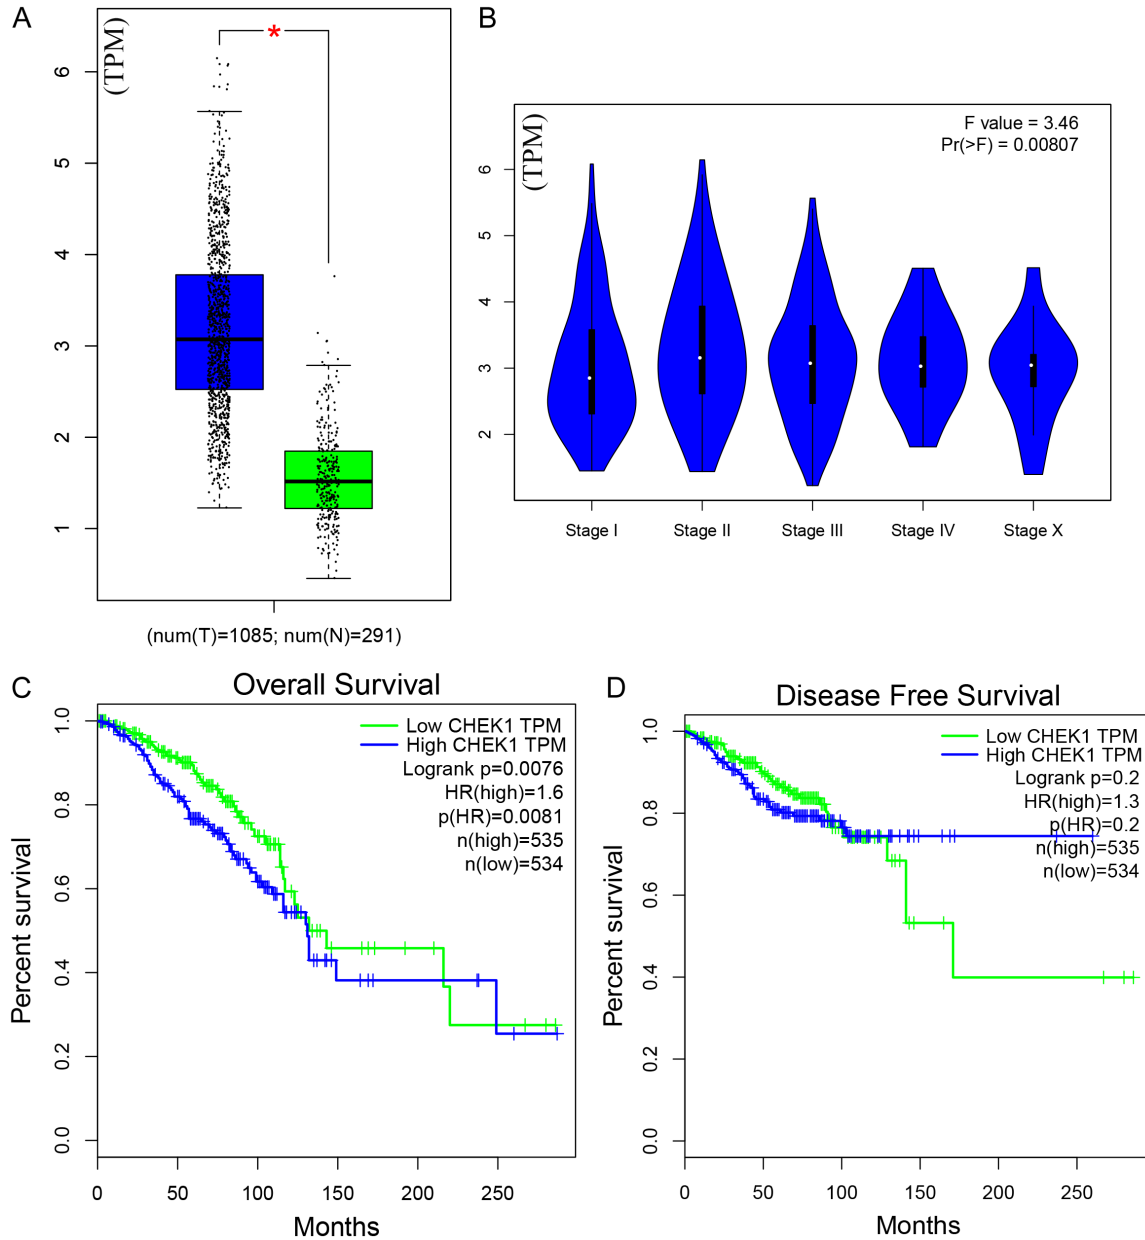 A
(TPM)
*
6
5
4
3
2
1
(num(T)=1085; num(N)=291)
B
(TPM)
F value = 3.46
Pr(>F) = 0.00807
6
5
4
3
2
Stage I
Stage II
Stage III
Stage IV
Stage X
C
Overall Survival
Low CHEK1 TPM
High CHEK1 TPM
Logrank p=0.0076
HR(high)=1.6
p(HR)=0.0081
n(high)=535
n(low)=534
Percent survival
1.0
0.8
0.6
0.4
0.2
0.0
0
50
100
150
200
250
Months
D
Disease Free Survival
Low CHEK1 TPM
High CHEK1 TPM
Logrank p=0.2
HR(high)=1.3
p(HR)=0.2
n(high)=535
n(low)=534
Percent survival
1.0
0.8
0.6
0.4
0.2
0.0
0
50
100
150
200
250
Months